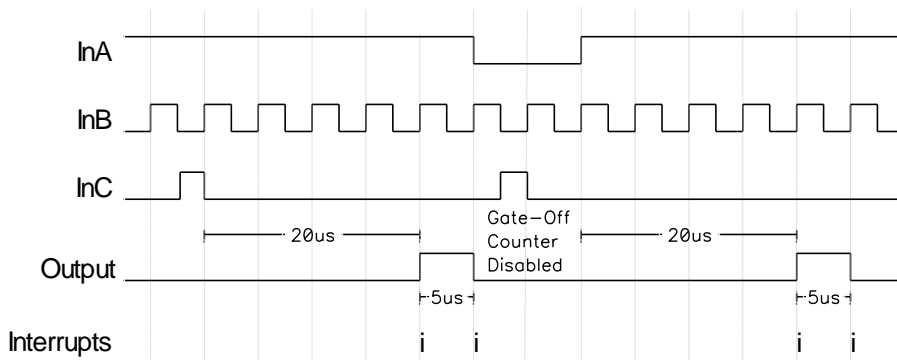 InA
InB
InC
Gate-Off
20us
Counter
20us
Output
Disabled
5us
5us
Interrupts
i i i i